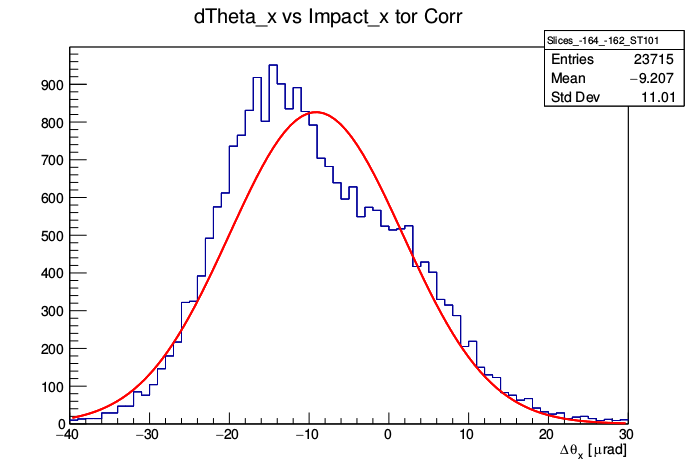 dTheta_x vs Impact_x tor Corr
Slices_-164_-162_ST101
Entries 23715
Mean −9.207
Std Dev 11.01
900
800
700
600
500
400
300
200
100
0
−40 −30 −20 −10 0 10 20 30
Δθx [μrad]